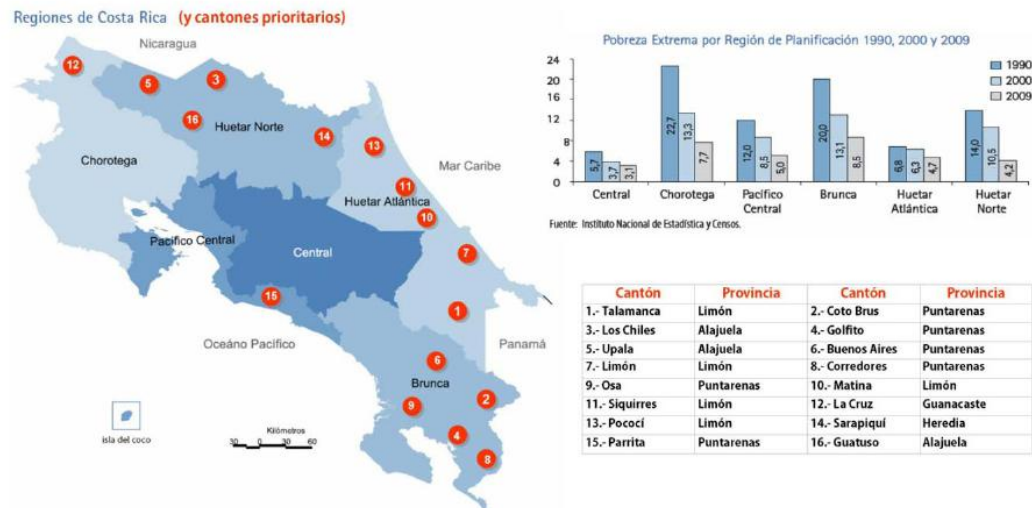 Regiones de Costa Rica (y cantones prioritarios)
Nicaragua
12
5
3
16
Huetar Norte
14
13
Chorotega
Mar Caribe
11
Huetar Atlántica
10
Pacífico Central
Central
7
15
1
Oceáno Pacífico
Panamá
6
Brunca
2
9
4
8
isla del coco
Kilómetros
30 0 30 60
Pobreza Extrema por Región de Planificación 1990, 2000 y 2009
24
20
16
12
8
4
0
1990
2000
2009
5,7 3,7 3,1
22,7 13,3 7,7
12,0 8,5 5,0
20,0 13,1 8,5
6,8 6,3 4,7
14,0 10,5 4,2
Central Chorotega Pacífico Central Brunca Huetar Atlántica Huetar Norte
Fuente: Instituto Nacional de Estadística y Censos.
Cantón Provincia Cantón Provincia
1.- Talamanca Limón 2.- Coto Brus Puntarenas
3.- Los Chiles Alajuela 4.- Golfito Puntarenas
5.- Upala Alajuela 6.- Buenos Aires Puntarenas
7.- Limón Limón 8.- Corredores Puntarenas
9.- Osa Puntarenas 10.- Matina Limón
11.- Siquirres Limón 12.- La Cruz Guanacaste
13.- Pococí Limón 14.- Sarapiquí Heredia
15.- Parrita Puntarenas 16.- Guatuso Alajuela